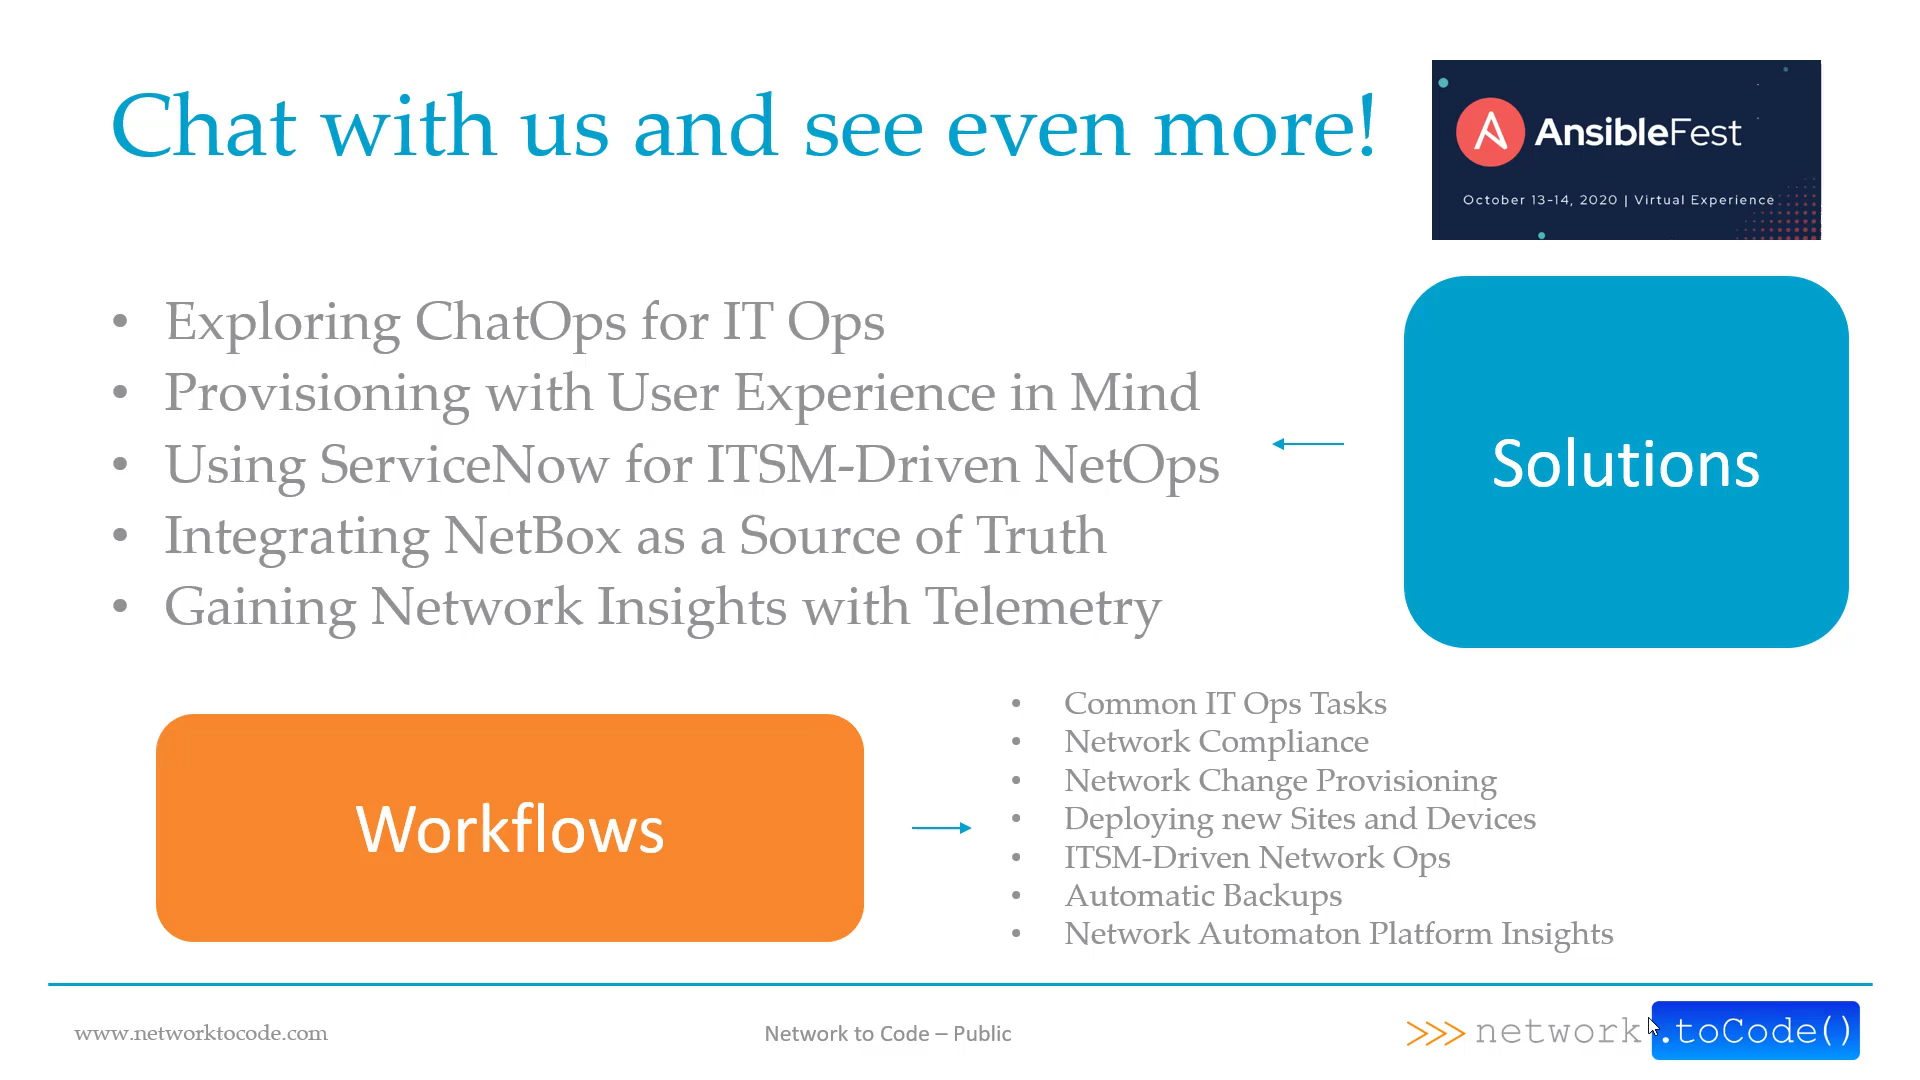 Chat with us and see even more!
AnsibleFest
October 13-14, 2020 | Virtual Experience
• Exploring ChatOps for IT Ops
• Provisioning with User Experience in Mind
• Using ServiceNow for ITSM-Driven NetOps
• Integrating NetBox as a Source of Truth
• Gaining Network Insights with Telemetry
Solutions
Workflows
• Common IT Ops Tasks
• Network Compliance
• Network Change Provisioning
• Deploying new Sites and Devices
• ITSM-Driven Network Ops
• Automatic Backups
• Network Automaton Platform Insights
www.networktocode.com
Network to Code – Public
>>> network .toCode()